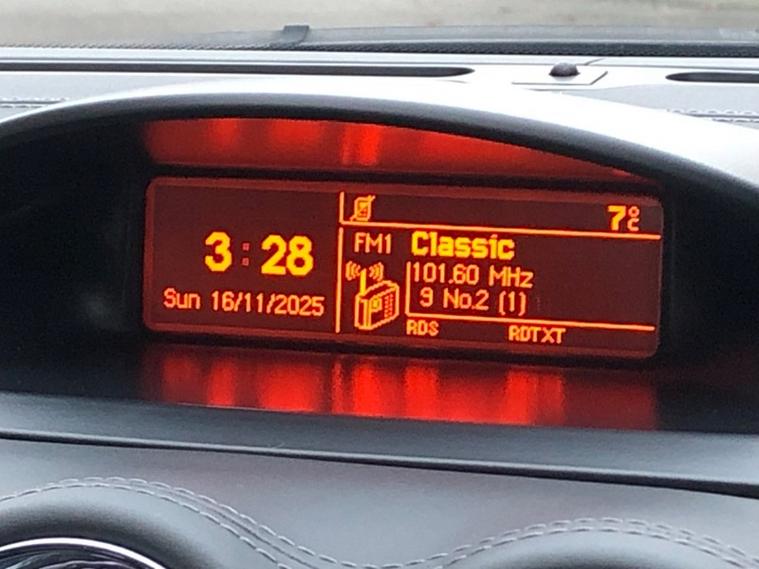 7°C
3:28
FM1 Classic
101.60 MHz
9 No.2 (1)
Sun 16/11/2025
RDS RDTXT